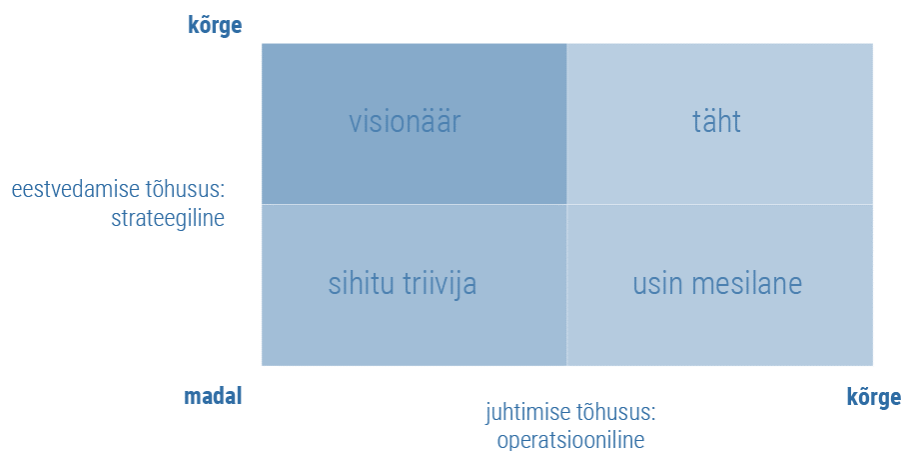 kõrge
visionäär
täht
eestvedamise tõhusus:
strateegiline
sihitu triivija
usin mesilane
madal
kõrge
juhtimise tõhusus:
operatsiooniline